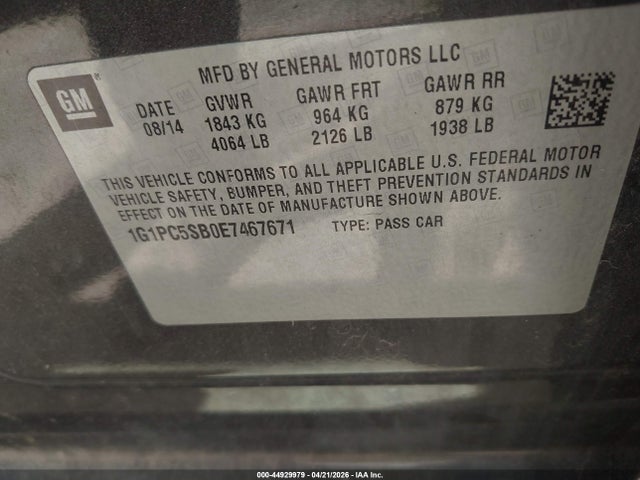 MFD BY GENERAL MOTORS LLC
GM
DATE GVWR GAWR FRT GAWR RR
08/14 1843 KG 964 KG 879 KG
4064 LB 2126 LB 1938 LB
THIS VEHICLE CONFORMS TO ALL APPLICABLE U.S. FEDERAL MOTOR
VEHICLE SAFETY, BUMPER, AND THEFT PREVENTION STANDARDS IN
EFFECT ON THE DATE OF MANUFACTURE SHOWN ABOVE.
1G1PC5SB0E7467671 TYPE: PASS CAR
000-44929979 | 04/21/2026 | IAA Inc.